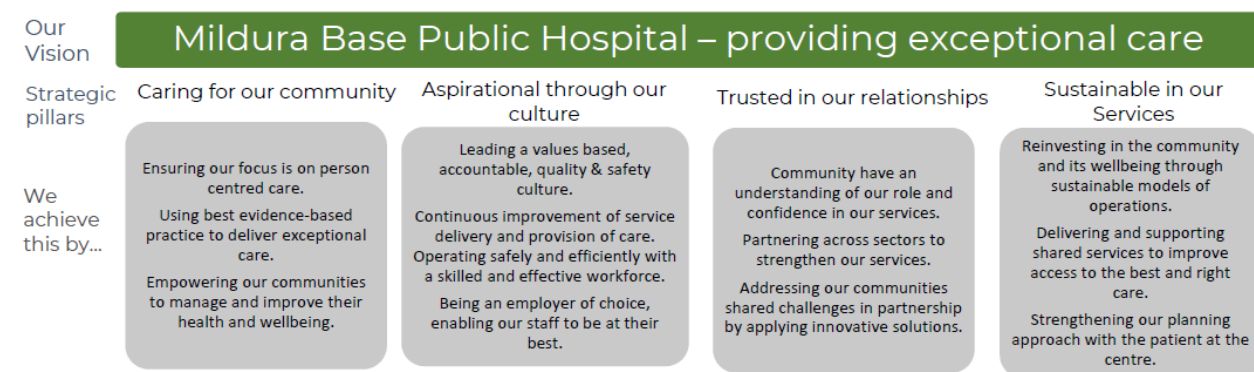 Our
Vision
Mildura Base Public Hospital – providing exceptional care
Strategic
pillars
Caring for our community
Aspirational through our
culture
Trusted in our relationships
Sustainable in our
Services
We
achieve
this by...
Ensuring our focus is on person
centred care.
Using best evidence-based
practice to deliver exceptional
care.
Empowering our communities
to manage and improve their
health and wellbeing.
Leading a values based,
accountable, quality & safety
culture.
Continuous improvement of service
delivery and provision of care.
Operating safely and efficiently with
a skilled and effective workforce.
Being an employer of choice,
enabling our staff to be at their
best.
Community have an
understanding of our role and
confidence in our services.
Partnering across sectors to
strengthen our services.
Addressing our communities
shared challenges in partnership
by applying innovative solutions.
Reinvesting in the community
and its wellbeing through
sustainable models of
operations.
Delivering and supporting
shared services to improve
access to the best and right
care.
Strengthening our planning
approach with the patient at the
centre.